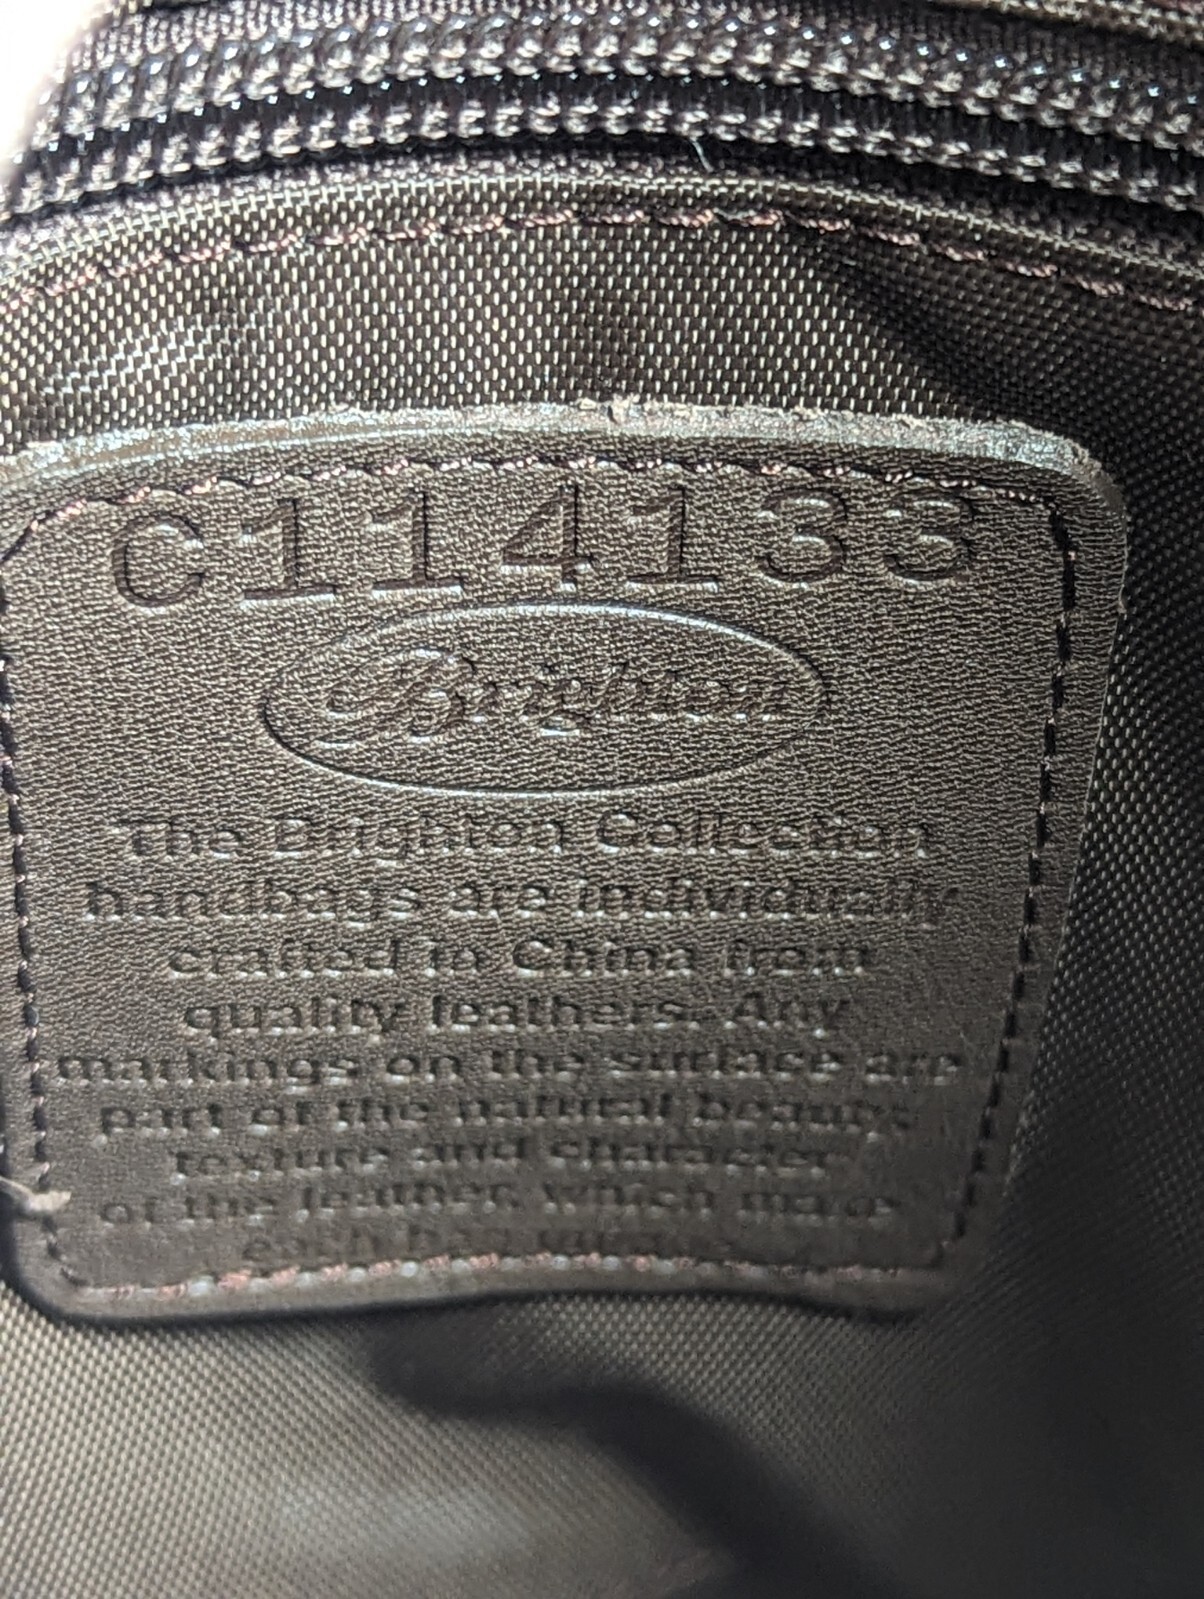 C114133
Brighton
The Brighton Collection
handbags are individually
crafted in China from
quality leathers. Any
markings on the surface are
part of the natural beauty,
texture and character
of the leather, which make
each bag